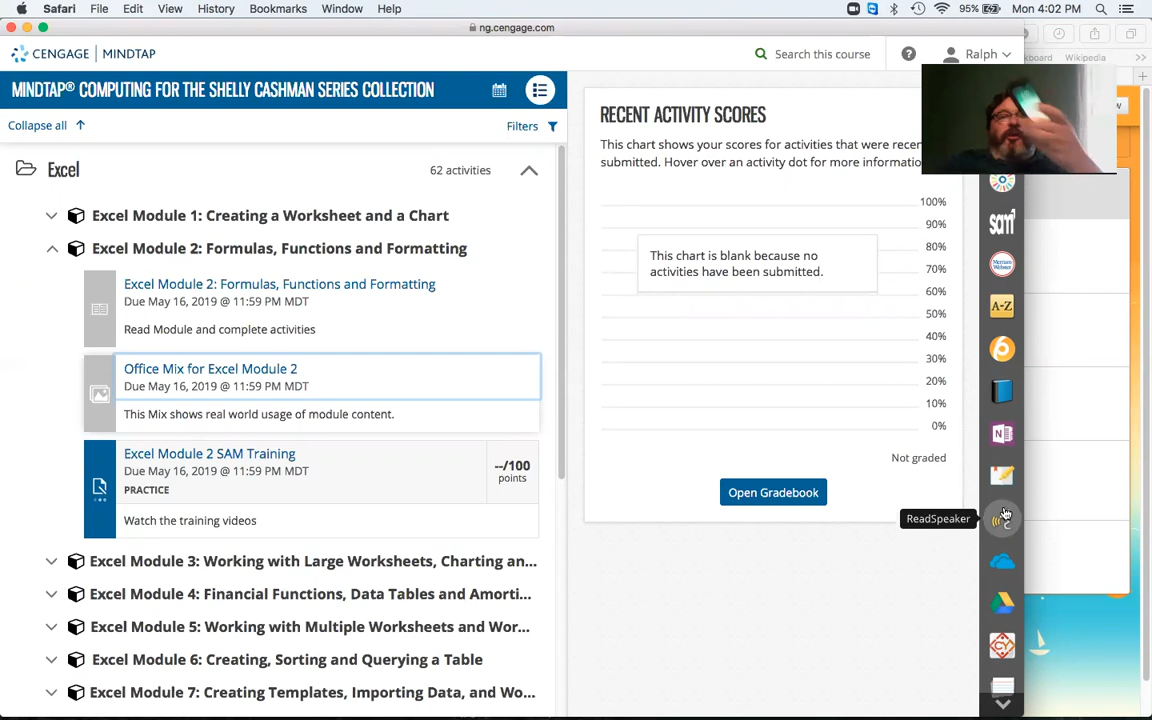 Safari File Edit View History Bookmarks Window Help
95% Mon 4:02 PM
ng.cengage.com
CENGAGE | MINDTAP
Search this course
?
Ralph
kboard Wikipedia
MINDTAP® COMPUTING FOR THE SHELLY CASHMAN SERIES COLLECTION
Collapse all
Filters
Excel
62 activities
Excel Module 1: Creating a Worksheet and a Chart
Excel Module 2: Formulas, Functions and Formatting
Excel Module 2: Formulas, Functions and Formatting
Due May 16, 2019 @ 11:59 PM MDT
Read Module and complete activities
Office Mix for Excel Module 2
Due May 16, 2019 @ 11:59 PM MDT
This Mix shows real world usage of module content.
Excel Module 2 SAM Training
Due May 16, 2019 @ 11:59 PM MDT
PRACTICE
--/100
points
Watch the training videos
Excel Module 3: Working with Large Worksheets, Charting an...
Excel Module 4: Financial Functions, Data Tables and Amorti...
Excel Module 5: Working with Multiple Worksheets and Wor...
Excel Module 6: Creating, Sorting and Querying a Table
Excel Module 7: Creating Templates, Importing Data, and Wo...
RECENT ACTIVITY SCORES
This chart shows your scores for activities that were recen
submitted. Hover over an activity dot for more informatio
100%
90%
80%
70%
60%
50%
40%
30%
20%
10%
0%
This chart is blank because no
activities have been submitted.
Not graded
Open Gradebook
sam
Merriam
Webster
A-Z
N
ReadSpeaker
CY
w